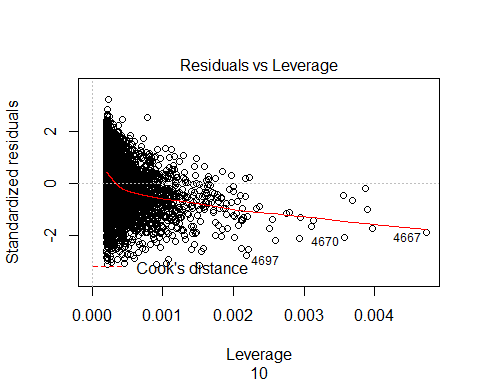 Residuals vs Leverage
Standardized residuals
2
0
-2
4670
4667
4697
Cook's distance
0.000 0.001 0.002 0.003 0.004
Leverage
10